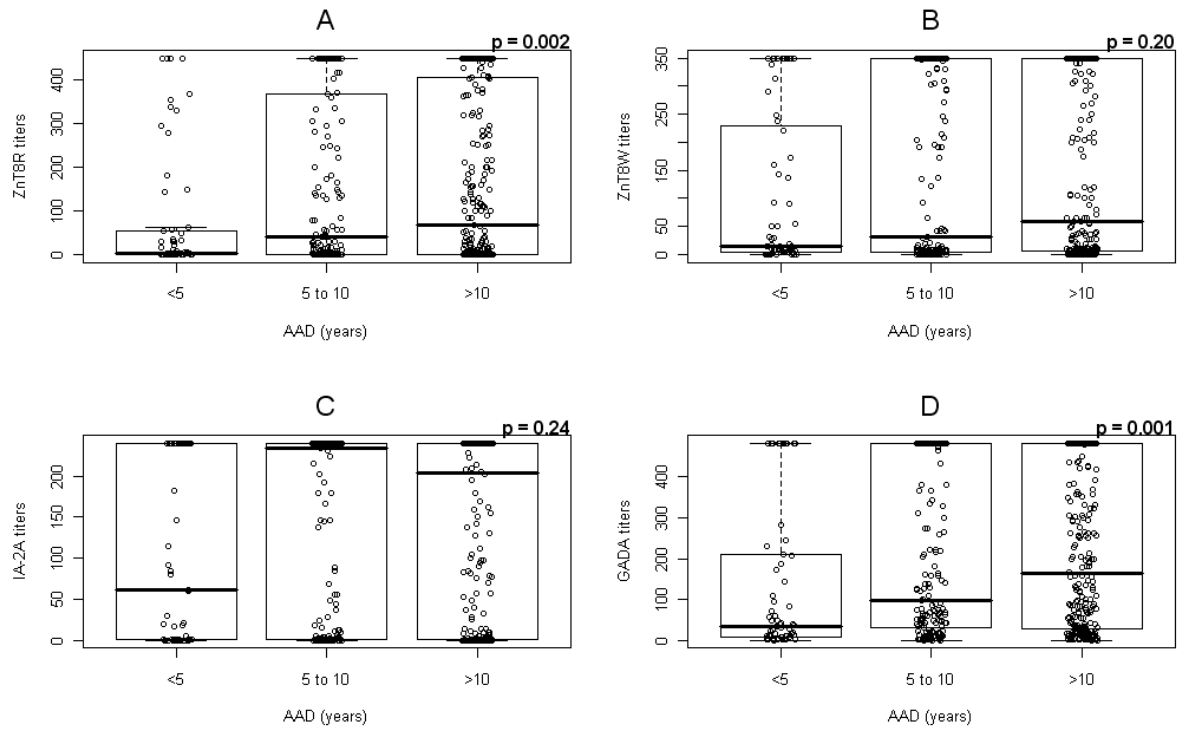 A
p = 0.002
ZnT8R titers
0
100
200
300
400
<5
5 to 10
>10
AAD (years)
B
p = 0.20
ZnT8W titers
0
50
150
250
350
<5
5 to 10
>10
AAD (years)
C
p = 0.24
IA-2A titers
0
50
100
150
200
<5
5 to 10
>10
AAD (years)
D
p = 0.001
GADA titers
0
100
200
300
400
<5
5 to 10
>10
AAD (years)